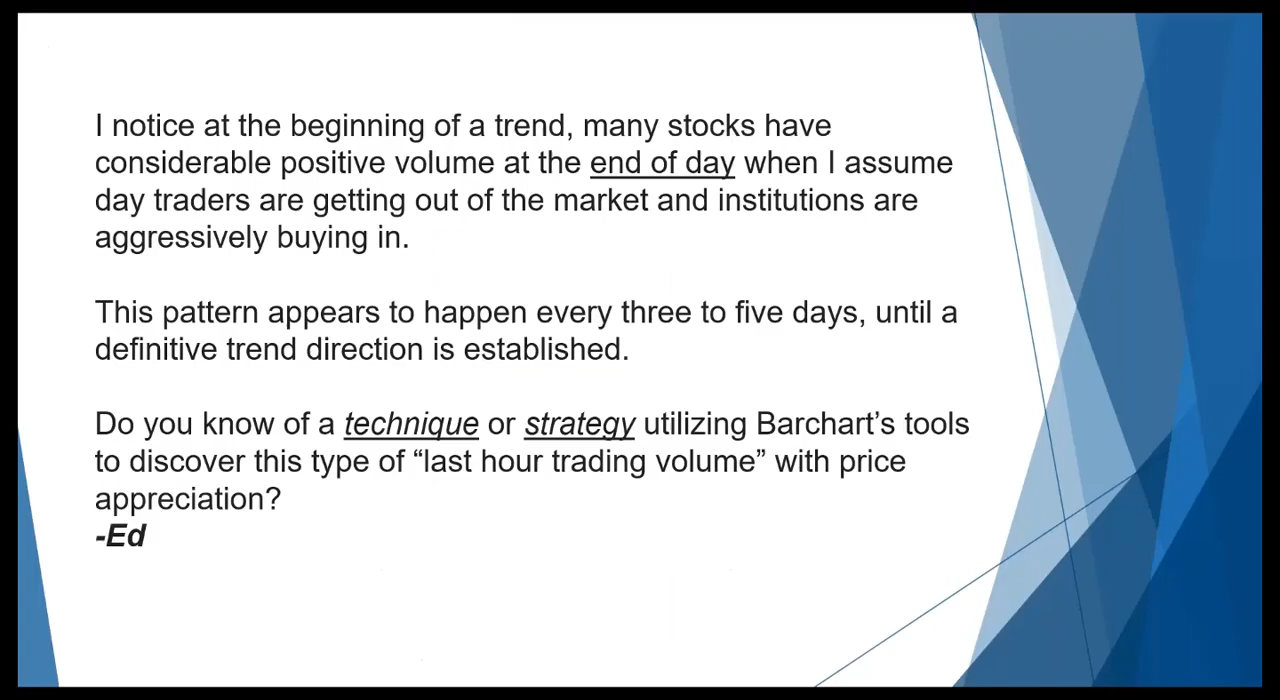 I notice at the beginning of a trend, many stocks have
considerable positive volume at the end of day when I assume
day traders are getting out of the market and institutions are
aggressively buying in.
This pattern appears to happen every three to five days, until a
definitive trend direction is established.
Do you know of a technique or strategy utilizing Barchart’s tools
to discover this type of “last hour trading volume” with price
appreciation?
-Ed